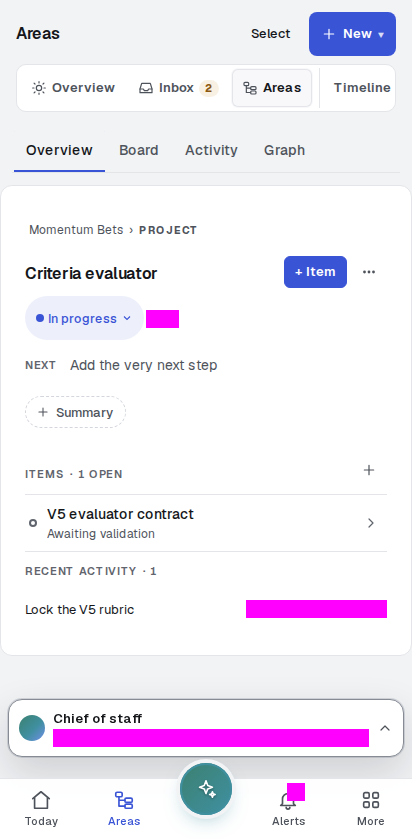 Areas
Select
New
Overview
Inbox 2
Areas
Timeline
Overview
Board
Activity
Graph
Momentum Bets › PROJECT
Criteria evaluator
+ Item
In progress
NEXT Add the very next step
Summary
ITEMS · 1 OPEN
V5 evaluator contract
Awaiting validation
RECENT ACTIVITY · 1
Lock the V5 rubric
Chief of staff
Today
Areas
Alerts
More